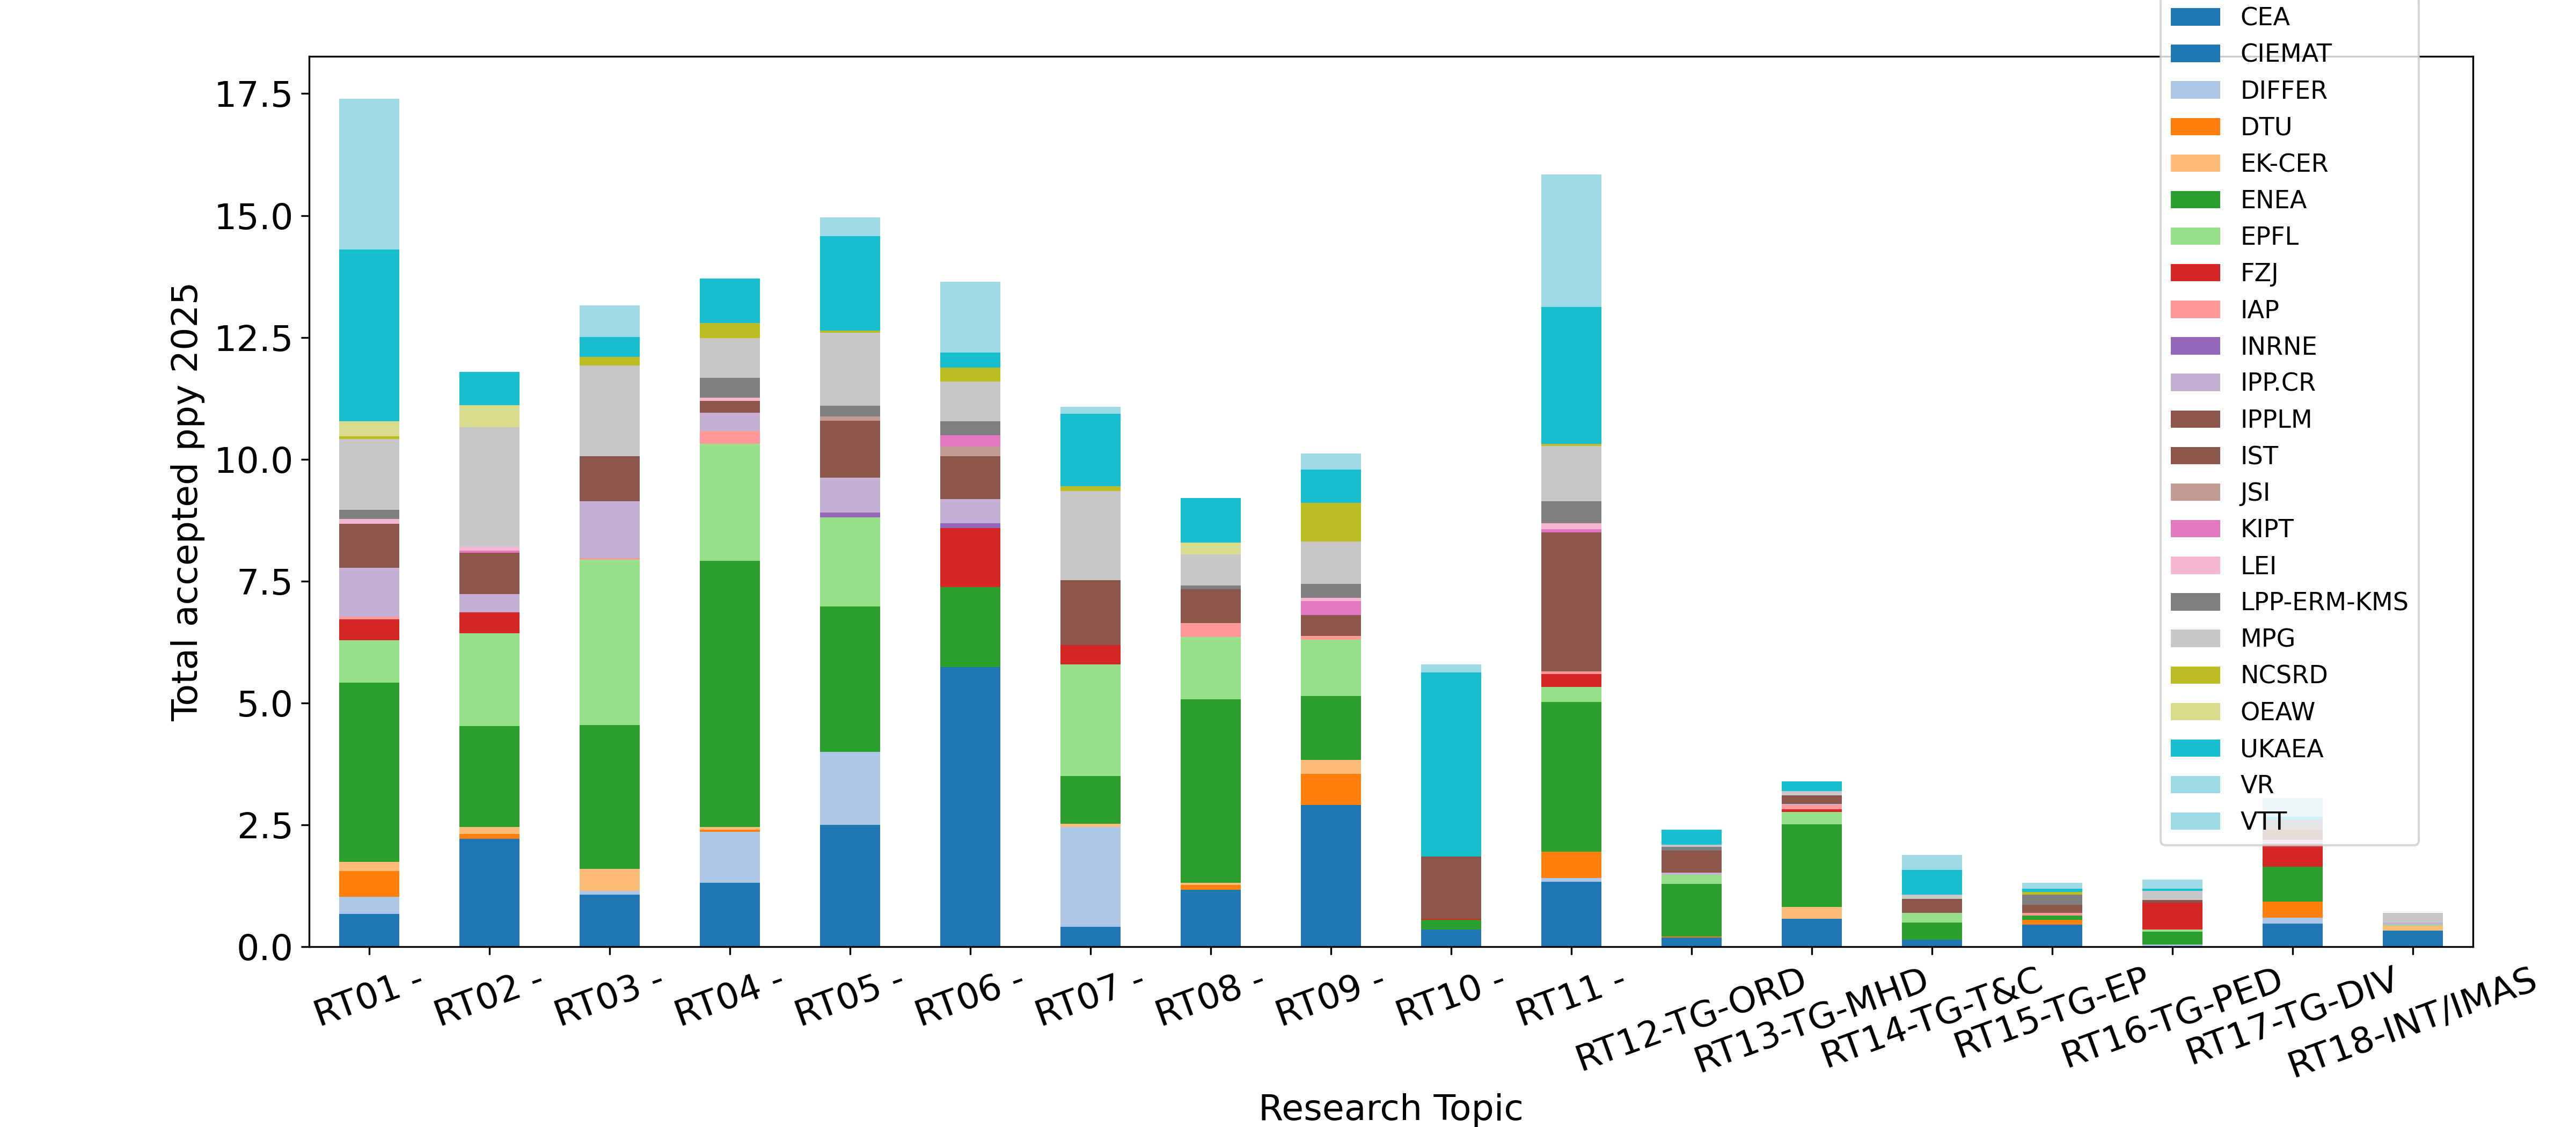 CEA
CIEMAT
DIFFER
DTU
EK-CER
ENEA
EPFL
FZJ
IAP
INRNE
IPP.CR
IPPLM
IST
JSI
KIPT
LEI
LPP-ERM-KMS
MPG
NCSRD
OEAW
UKAEA
VR
VTT
Total accepted ppy 2025
17.5
15.0
12.5
10.0
7.5
5.0
2.5
0.0
RT01 -
RT02 -
RT03 -
RT04 -
RT05 -
RT06 -
RT07 -
RT08 -
RT09 -
RT10 -
RT11 -
RT12-TG-ORD
RT13-TG-MHD
RT14-TG-T&C
RT15-TG-EP
RT16-TG-PED
RT17-TG-DIV
RT18-INT/IMAS
Research Topic